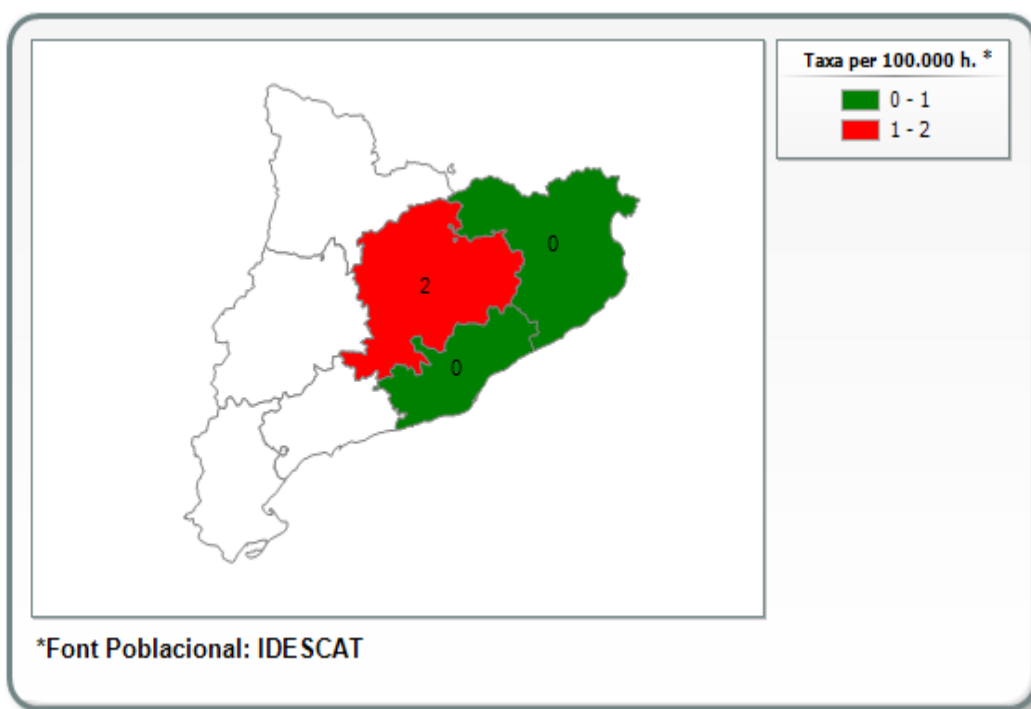 Taxa per 100.000 h. *
0 - 1
1 - 2
0
2
0
*Font Poblacional: IDESCAT